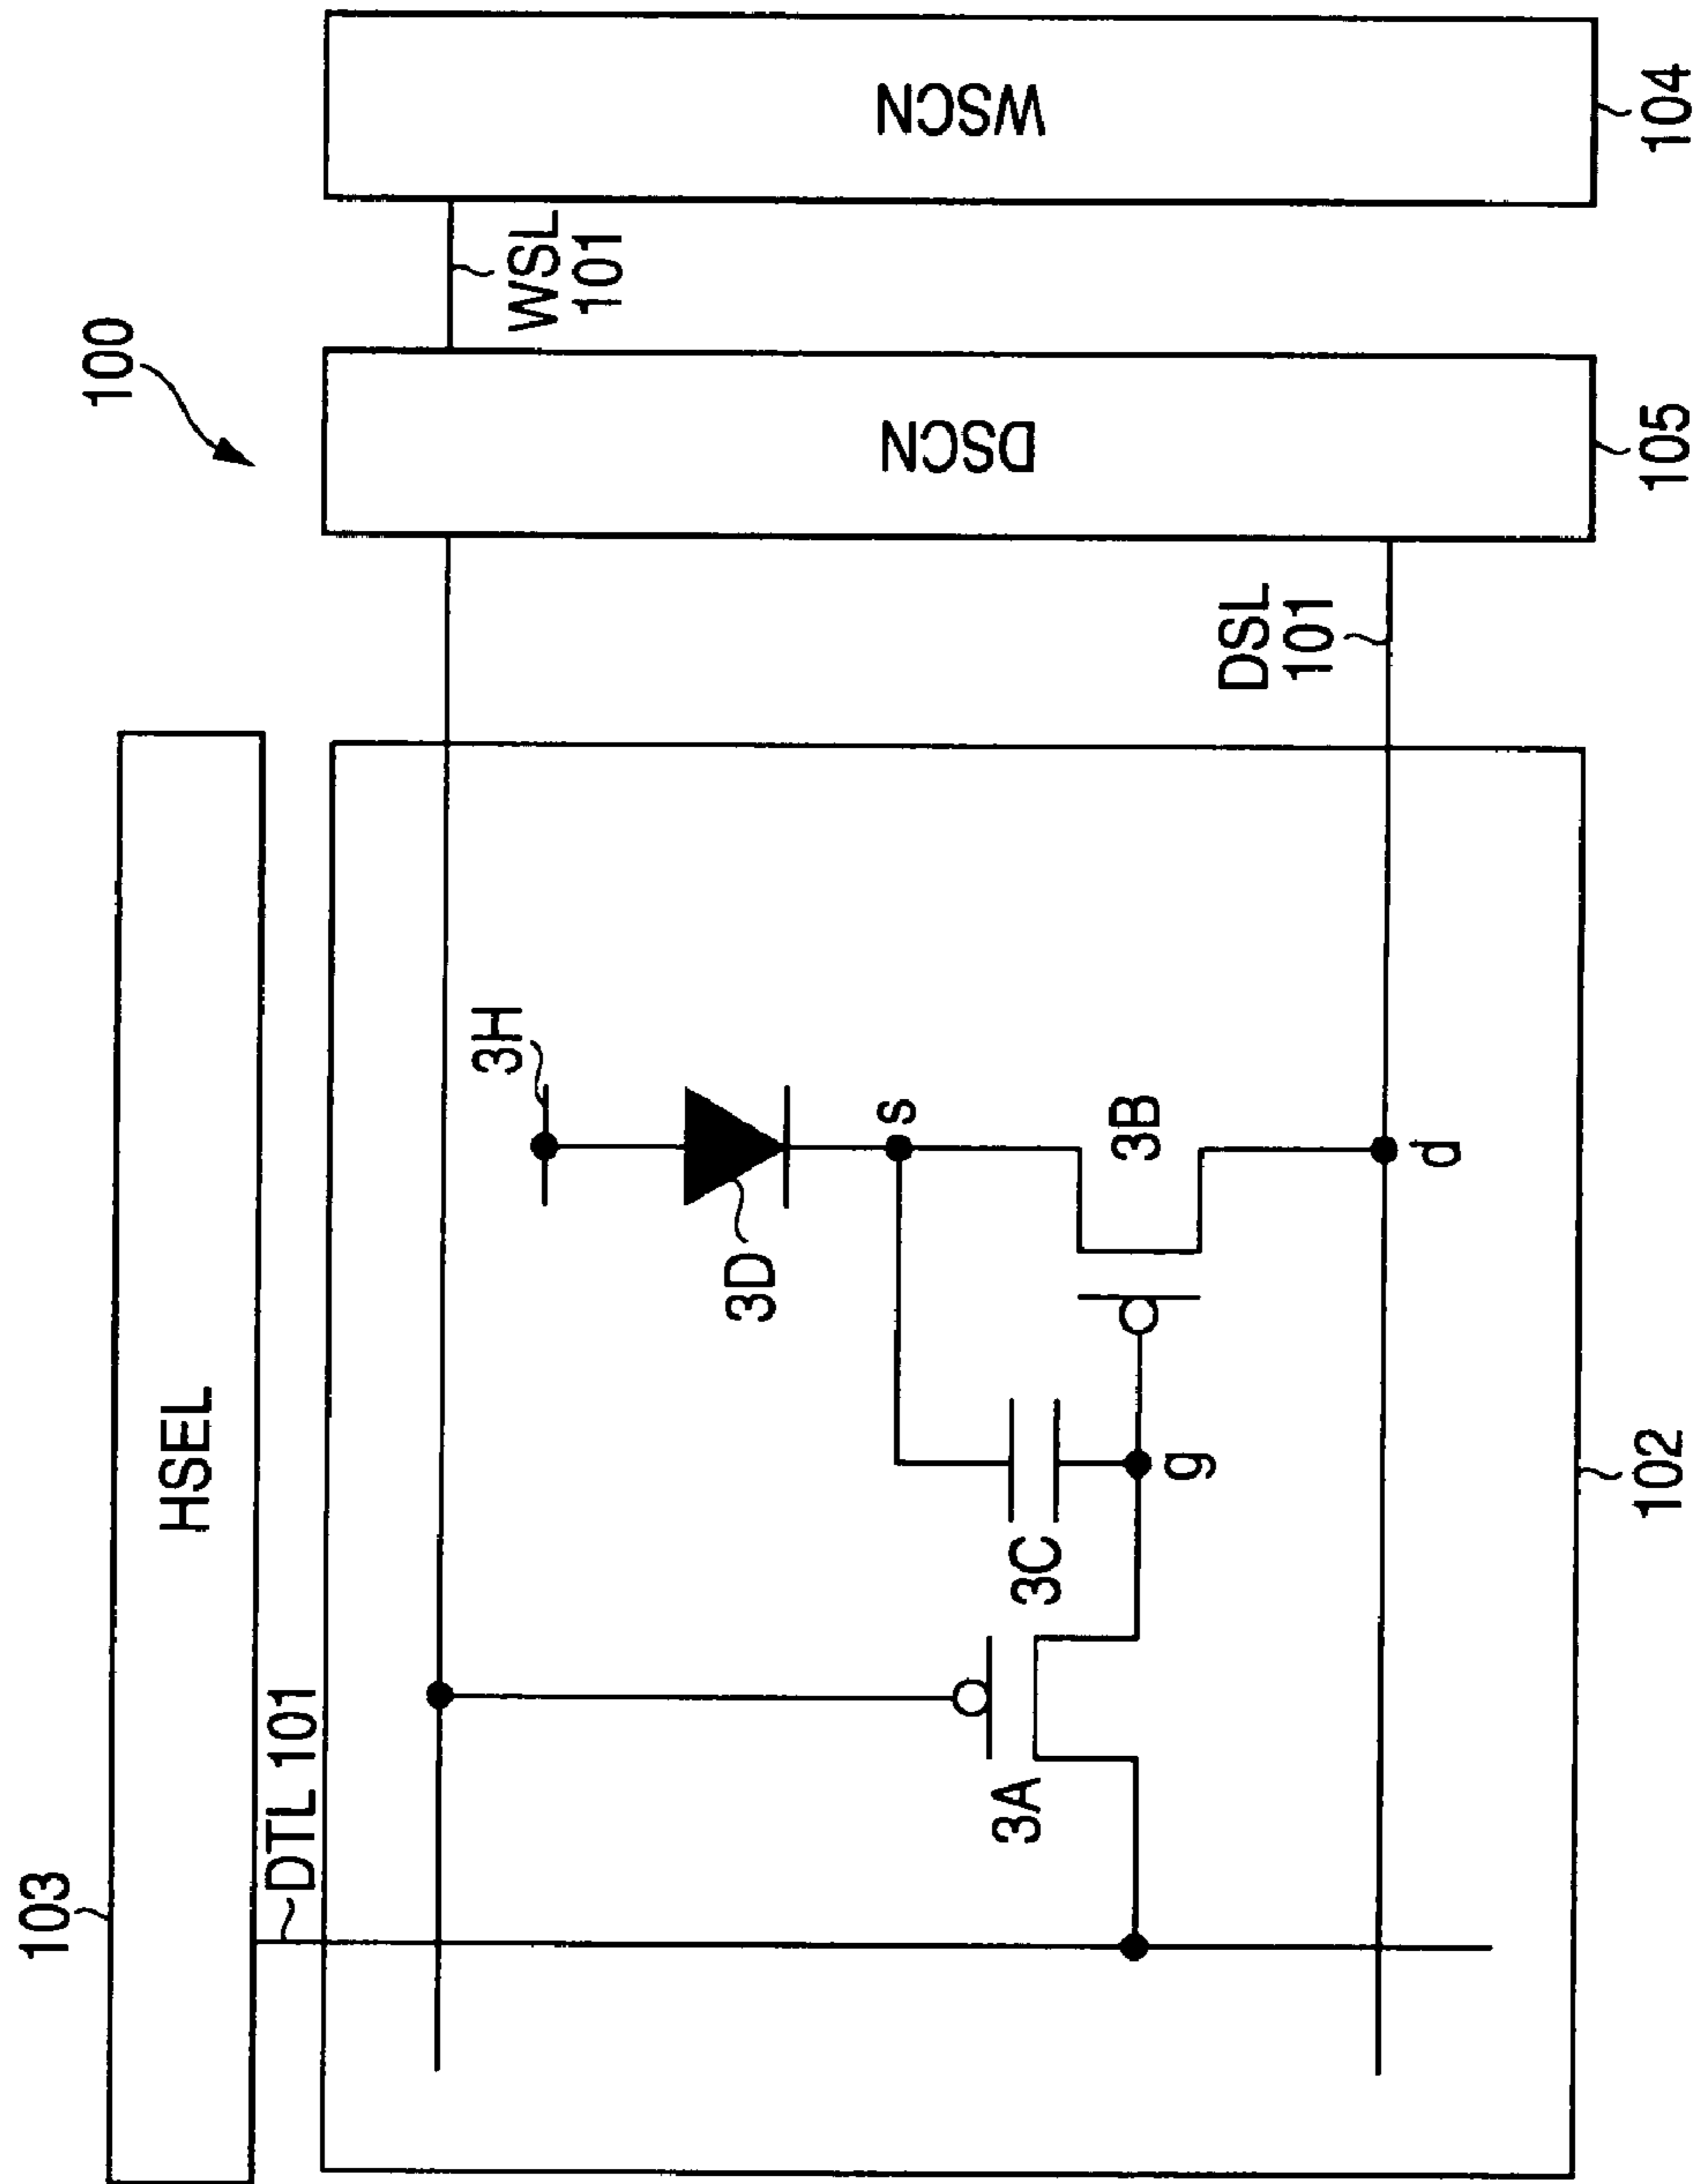 100
103
HSEL
DTL 101
WSL
101
DSL
101
DSCN
WSCN
3H
3D
s
3B
d
3C
g
3A
102
105
104